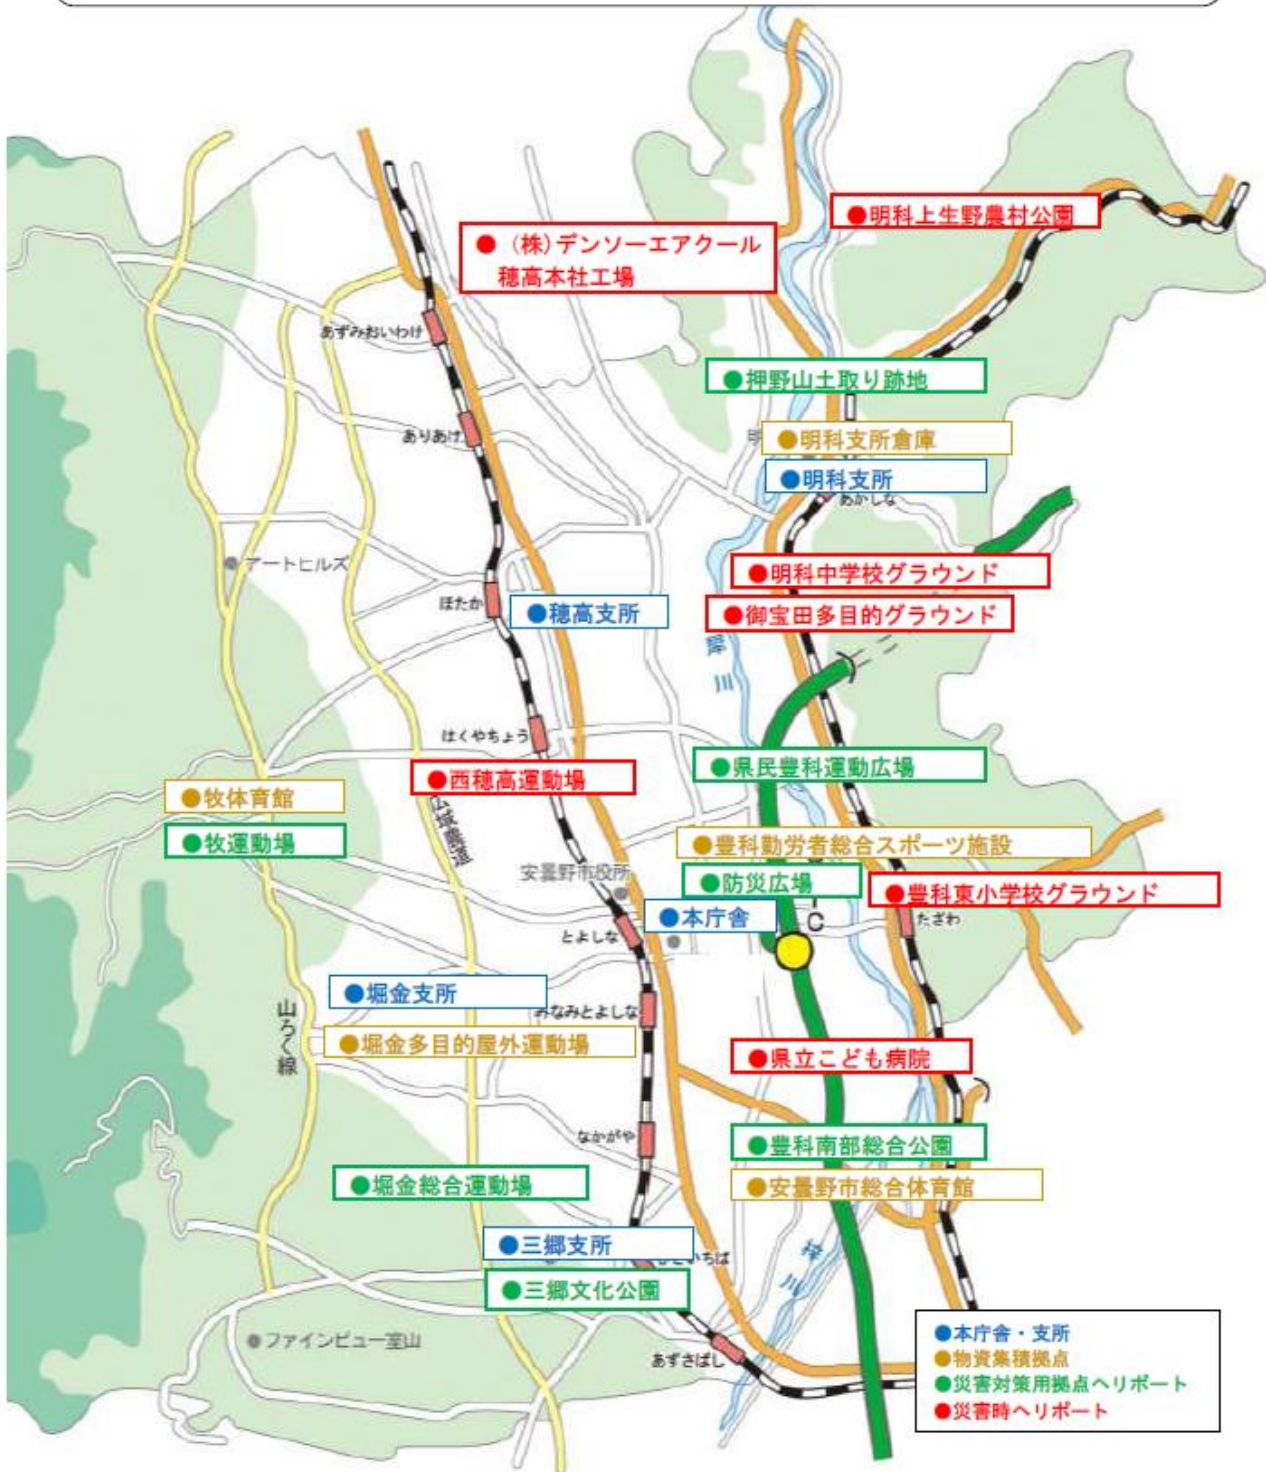 ●明科上生野農村公園
●（株）デンソーエアクール
穂高本社工場
あずみおいわけ
●押野山土取り跡地
ありあけ
●明科支所倉庫
●明科支所
あかしな
アートヒルズ
●明科中学校グラウンド
ほたか
●穂高支所
●御宝田多目的グラウンド
川
はくやちょう
●県民豊科運動広場
●西穂高運動場
●牧体育館
広域農道
●牧運動場
●豊科勤労者総合スポーツ施設
安曇野市役所
●防災広場
●豊科東小学校グラウンド
●本庁舎
C
たざわ
とよしな
●堀金支所
みなみとよしな
山ろく線
●堀金多目的屋外運動場
●県立こども病院
なかがや
●豊科南部総合公園
●堀金総合運動場
●安曇野市総合体育館
●三郷支所
いちば
梓川
●三郷文化公園
ファインビュー室山
あずさばし
●本庁舎・支所
●物資集積拠点
●災害対策用拠点ヘリポート
●災害時ヘリポート